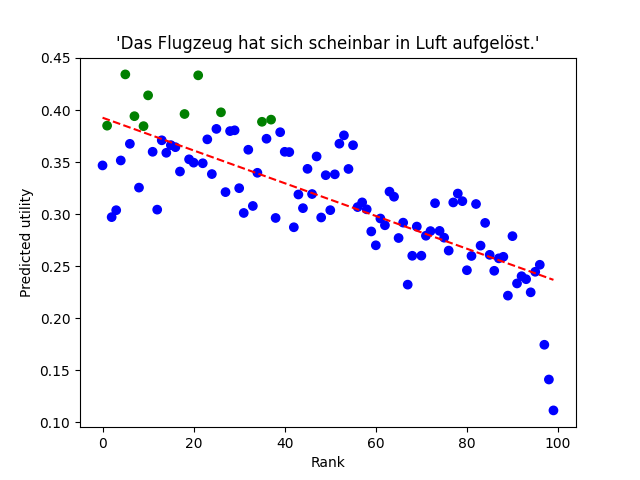 'Das Flugzeug hat sich scheinbar in Luft aufgelöst.'
0.45
0.40
0.35
0.30
0.25
0.20
0.15
0.10
Predicted utility
0 20 40 60 80 100
Rank